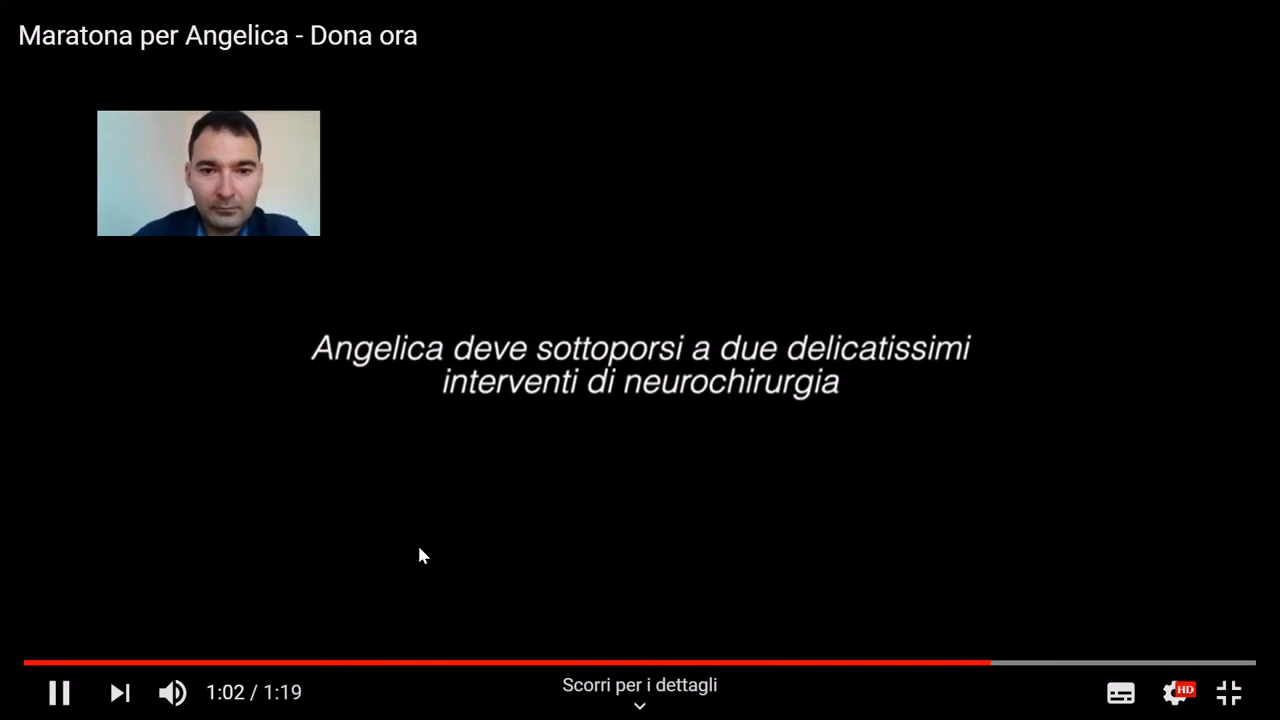 Maratona per Angelica - Dona ora
Angelica deve sottoporsi a due delicatissimi
interventi di neurochirurgia
1:02 / 1:19
Scorri per i dettagli
HD